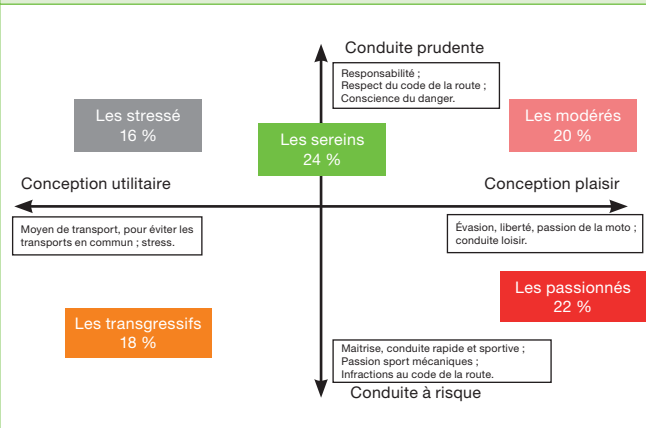 Conduite prudente
Responsabilité ;
Respect du code de la route ;
Conscience du danger.
Les stressé
16 %
Les sereins
24 %
Les modérés
20 %
Conception utilitaire
Conception plaisir
Moyen de transport, pour éviter les
transports en commun ; stress.
Évasion, liberté, passion de la moto ;
conduite loisir.
Les passionnés
22 %
Les transgressifs
18 %
Maitrise, conduite rapide et sportive ;
Passion sport mécaniques ;
Infractions au code de la route.
Conduite à risque